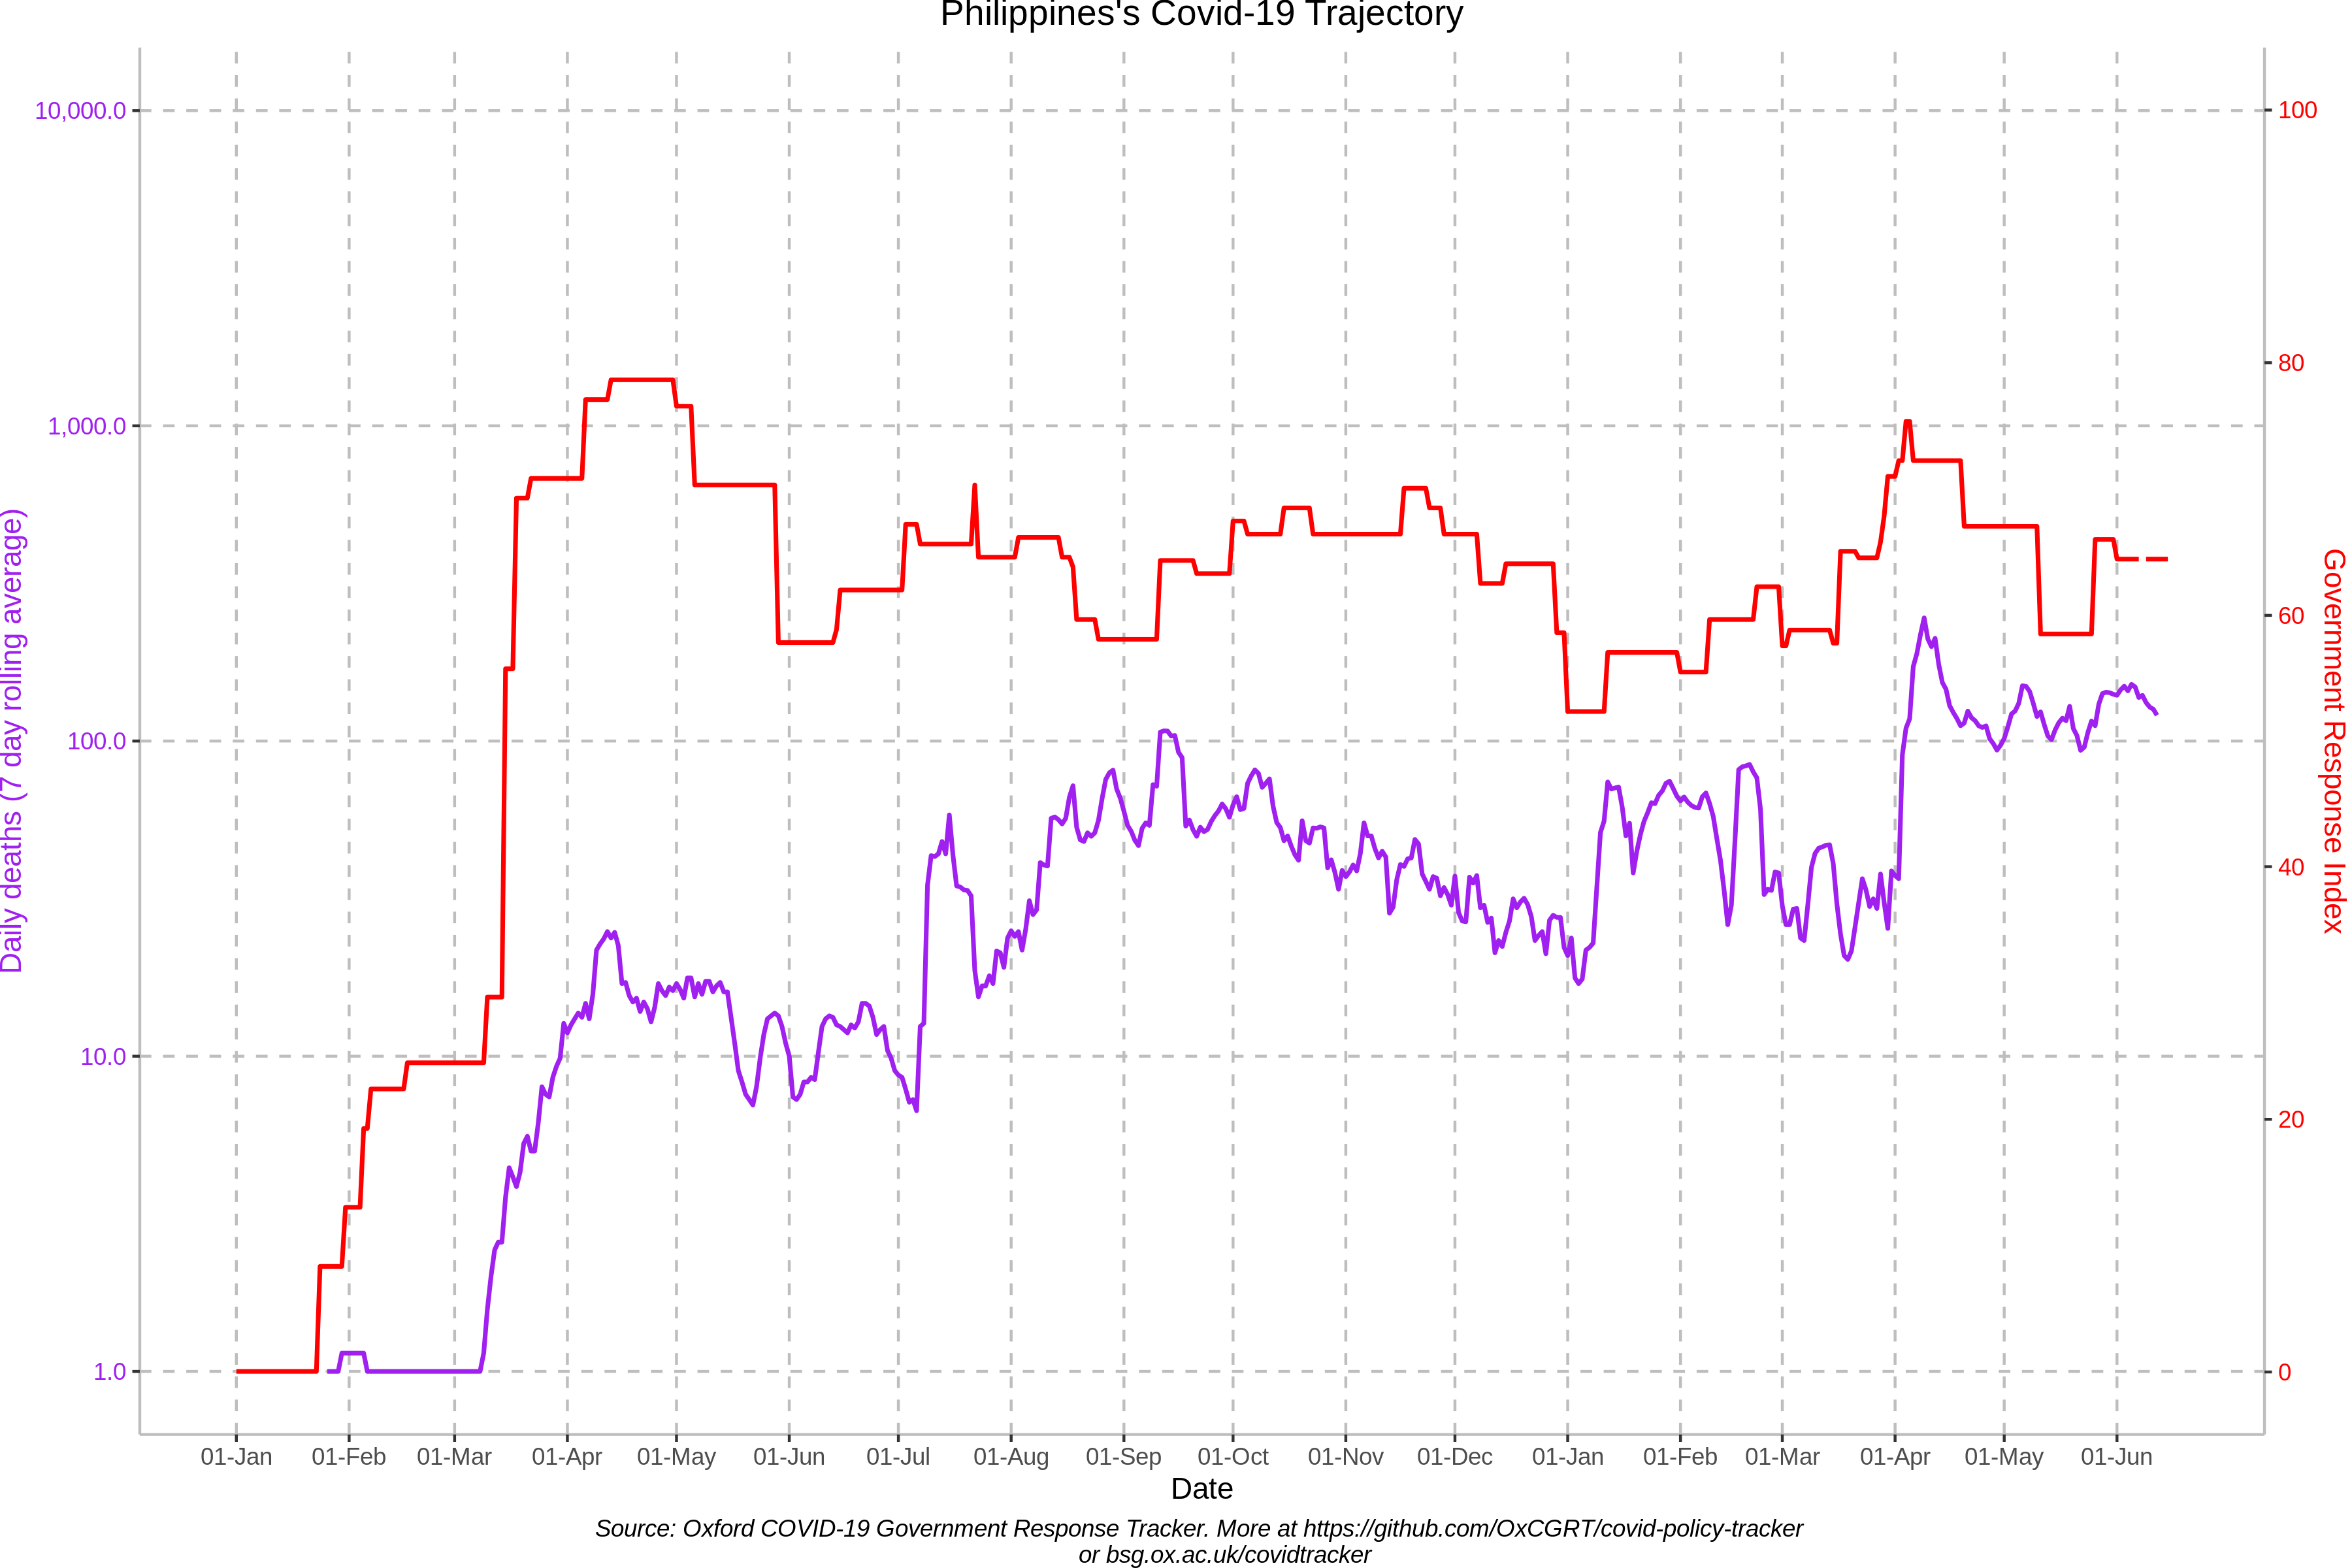 Philippines's Covid-19 Trajectory
10,000.0
1,000.0
100.0
10.0
1.0
Daily deaths (7 day rolling average)
100
80
60
40
20
0
Government Response Index
01-Jan 01-Feb 01-Mar 01-Apr 01-May 01-Jun 01-Jul 01-Aug 01-Sep 01-Oct 01-Nov 01-Dec 01-Jan 01-Feb 01-Mar 01-Apr 01-May 01-Jun
Date
Source: Oxford COVID-19 Government Response Tracker. More at https://github.com/OxCGRT/covid-policy-tracker
or bsg.ox.ac.uk/covidtracker